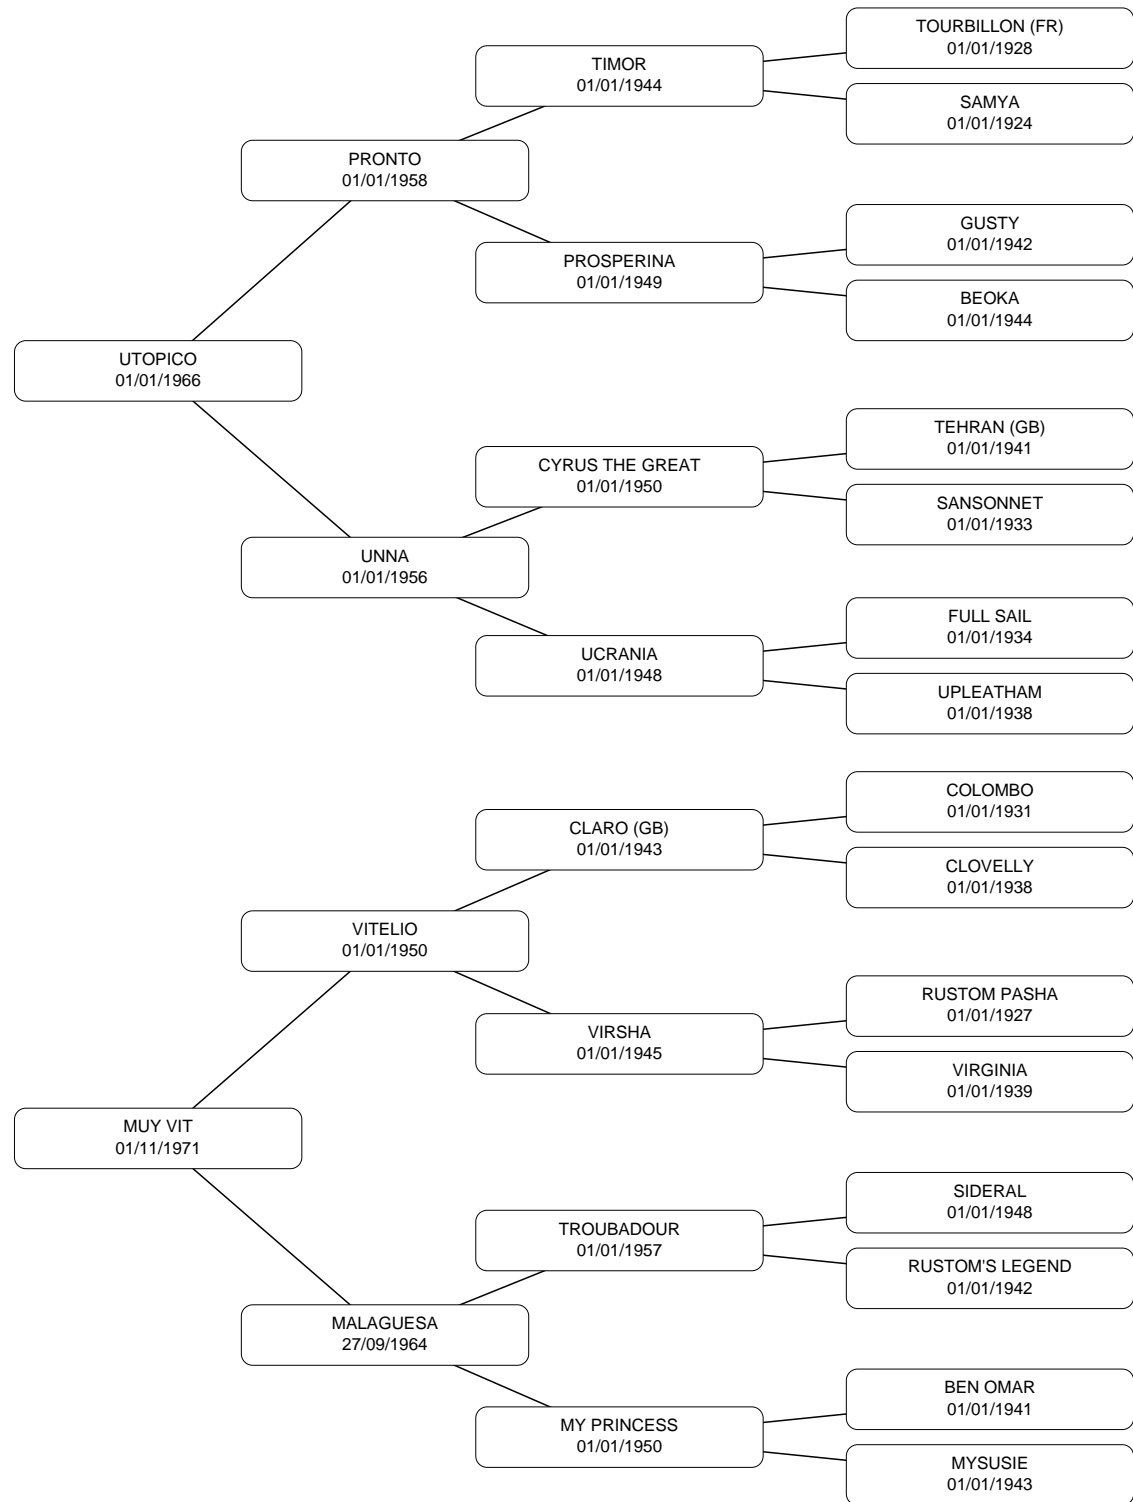 TOURBILLON (FR)
01/01/1928
TIMOR
01/01/1944
SAMYA
01/01/1924
PRONTO
01/01/1958
GUSTY
01/01/1942
PROSPERINA
01/01/1949
BEOKA
01/01/1944
UTOPICO
01/01/1966
TEHRAN (GB)
01/01/1941
CYRUS THE GREAT
01/01/1950
SANSONNET
01/01/1933
UNNA
01/01/1956
FULL SAIL
01/01/1934
UCRANIA
01/01/1948
UPLEATHAM
01/01/1938
COLOMBO
01/01/1931
CLARO (GB)
01/01/1943
CLOVELLY
01/01/1938
VITELIO
01/01/1950
RUSTOM PASHA
01/01/1927
VIRSHA
01/01/1945
VIRGINIA
01/01/1939
MUY VIT
01/11/1971
SIDERAL
01/01/1948
TROUBADOUR
01/01/1957
RUSTOM'S LEGEND
01/01/1942
MALAGUESA
27/09/1964
BEN OMAR
01/01/1941
MY PRINCESS
01/01/1950
MYSUSIE
01/01/1943